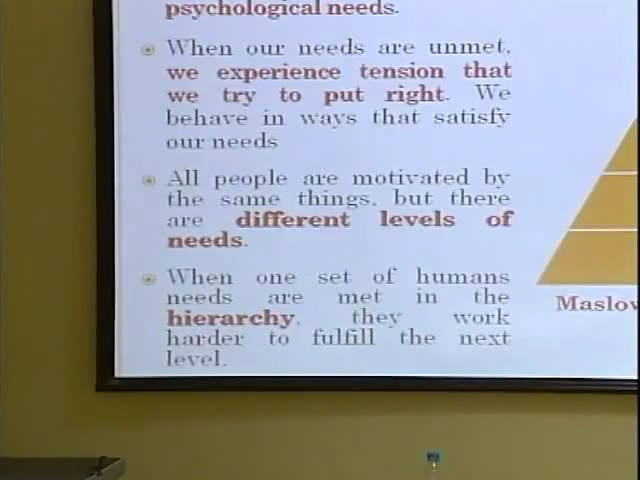 psychological needs.
When our needs are unmet,
we experience tension that
we try to put right. We
behave in ways that satisfy
our needs
All people are motivated by
the same things, but there
are different levels of
needs.
When one set of humans
needs are met in the
hierarchy, they work
harder to fulfill the next
level.
Maslow